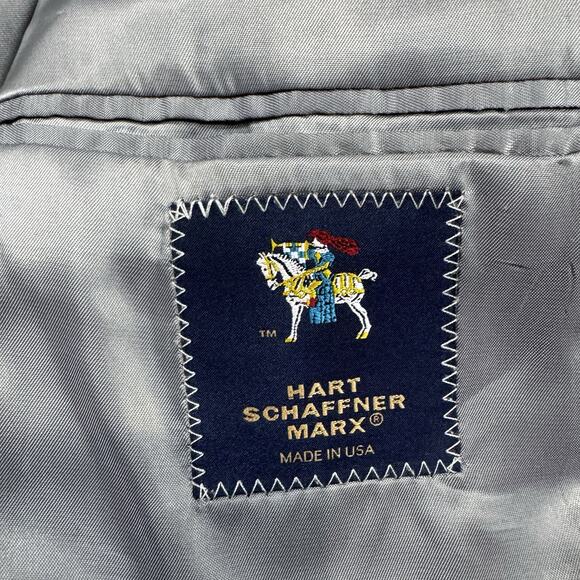 TM
HART
SCHAFFNER
MARX®
MADE IN USA